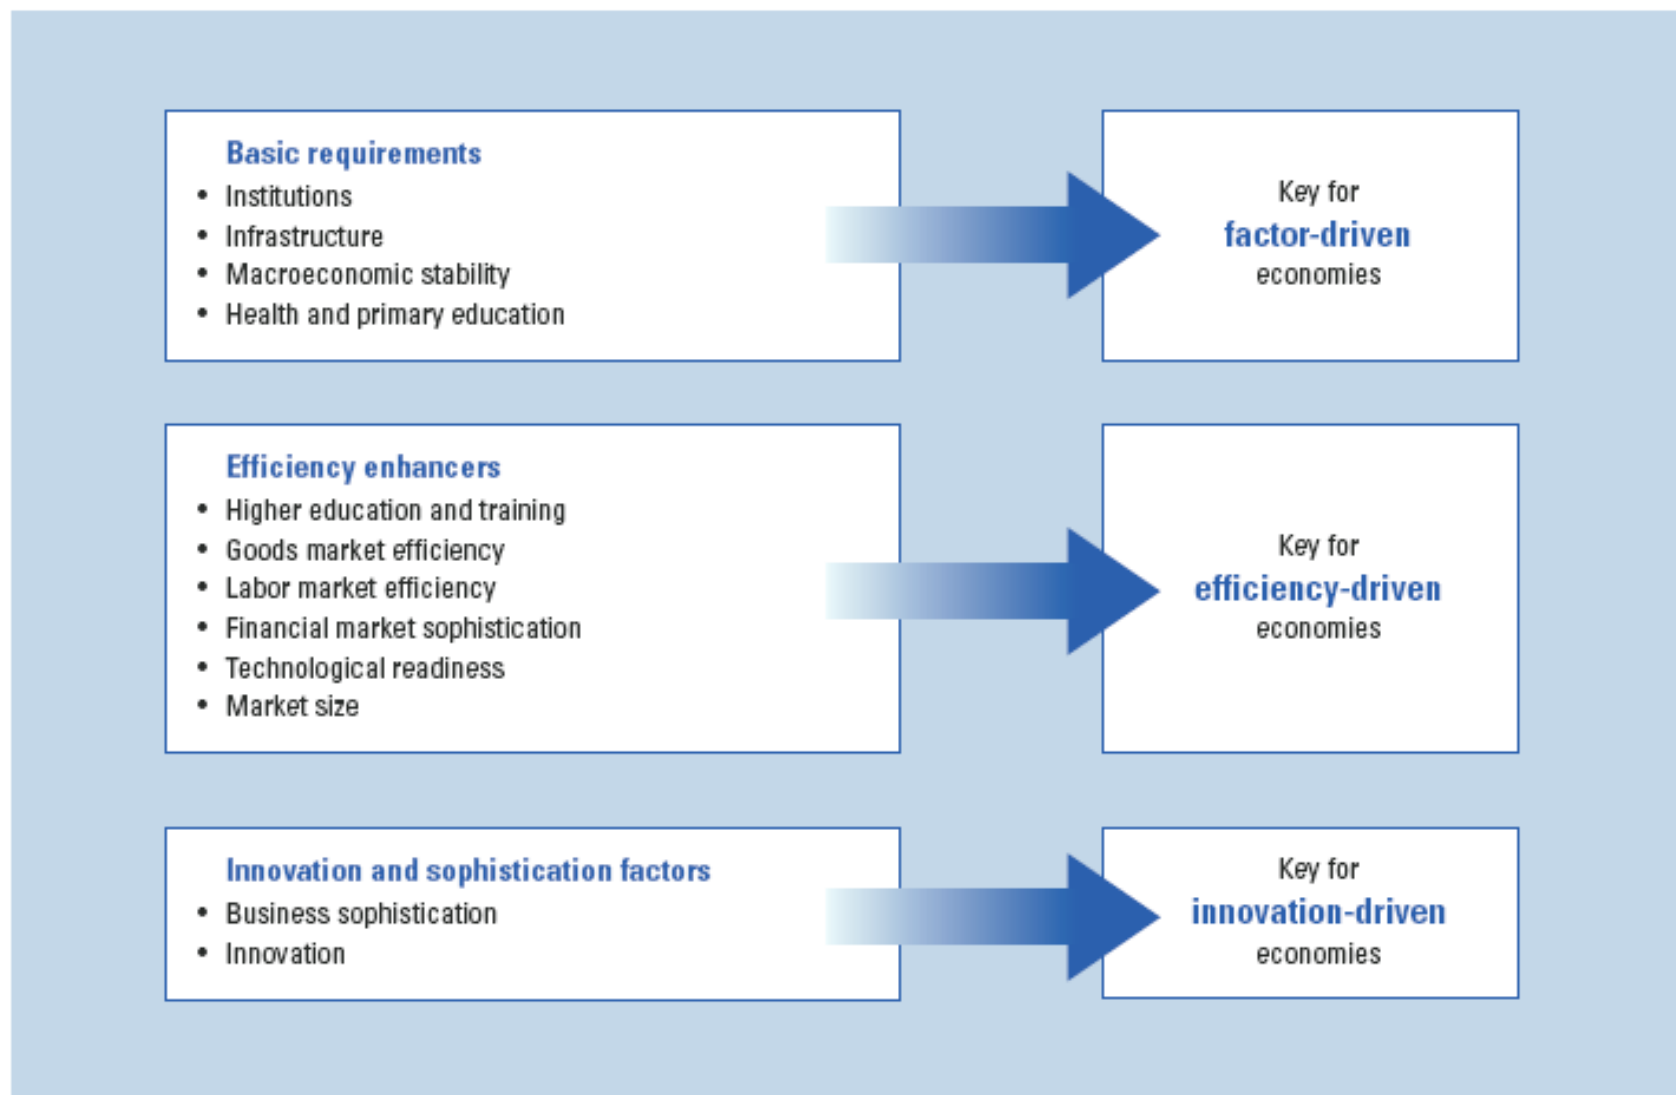 Basic requirements
• Institutions
• Infrastructure
• Macroeconomic stability
• Health and primary education
Key for
factor-driven
economies
Efficiency enhancers
• Higher education and training
• Goods market efficiency
• Labor market efficiency
• Financial market sophistication
• Technological readiness
• Market size
Key for
efficiency-driven
economies
Innovation and sophistication factors
• Business sophistication
• Innovation
Key for
innovation-driven
economies